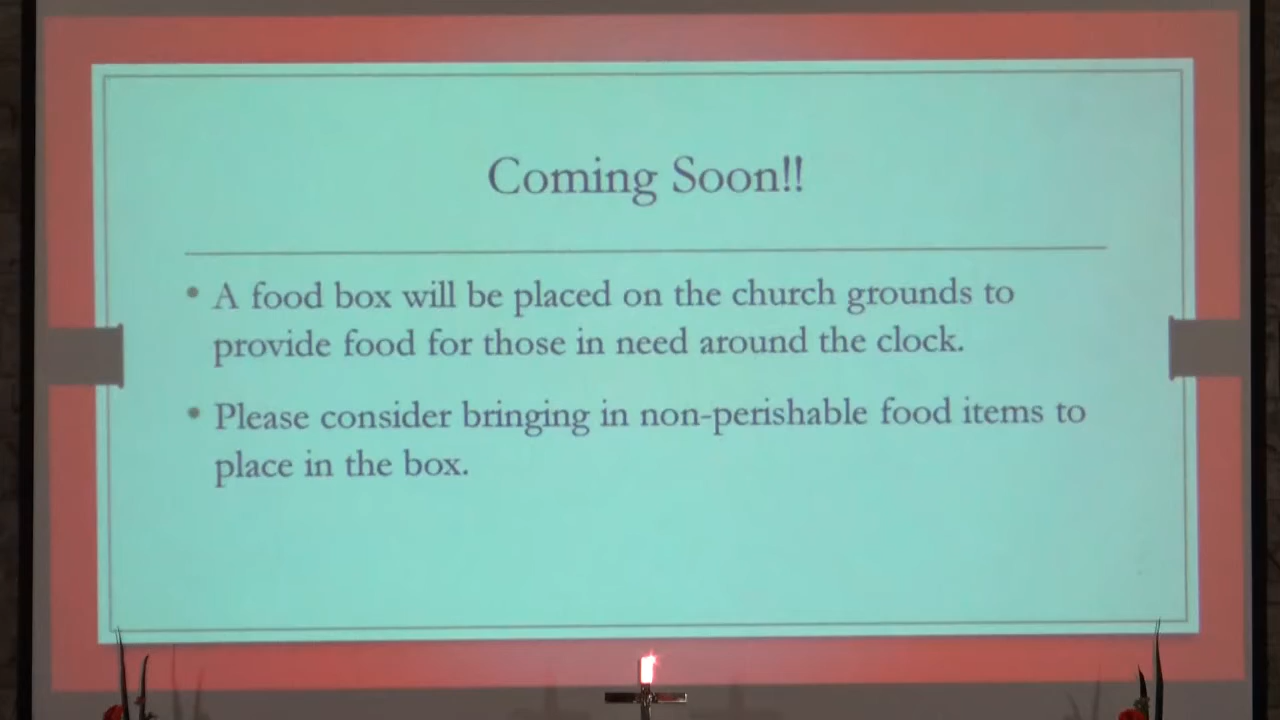 Coming Soon!!
• A food box will be placed on the church grounds to
provide food for those in need around the clock.
• Please consider bringing in non-perishable food items to
place in the box.